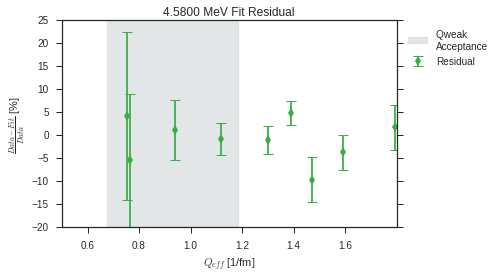 4.5800 MeV Fit Residual
25
20
15
10
5
0
−5
−10
−15
−20
Data−Fit
Data
[%]
0.6 0.8 1.0 1.2 1.4 1.6
Q_eff [1/fm]
Qweak
Acceptance
Residual